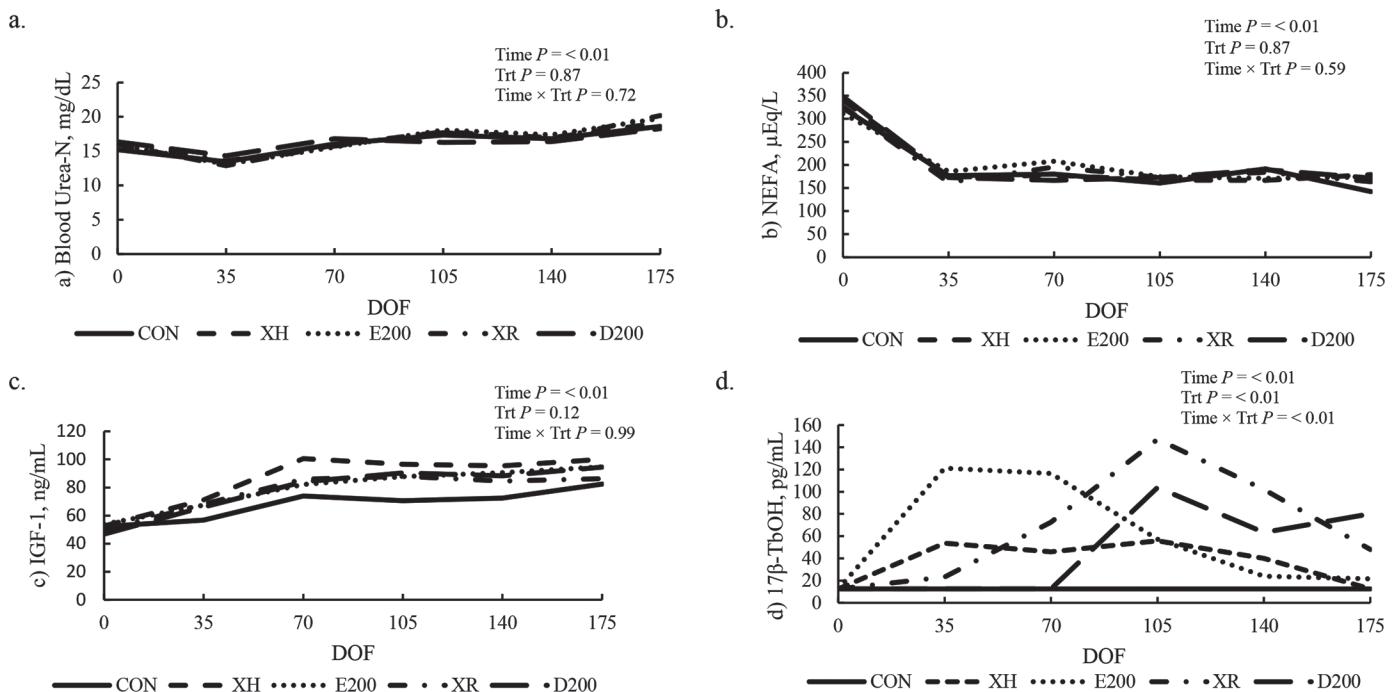 a.
Time P = < 0.01
Trt P = 0.87
Time × Trt P = 0.72
a) Blood Urea-N, mg/dL
25
20
15
10
5
0
0 35 70 105 140 175
DOF
CON XH E200 XR D200
b.
Time P = < 0.01
Trt P = 0.87
Time × Trt P = 0.59
b) NEFA, µEq/L
400
350
300
250
200
150
100
50
0
0 35 70 105 140 175
DOF
CON XH E200 XR D200
c.
Time P = < 0.01
Trt P = 0.12
Time × Trt P = 0.99
c) IGF-1, ng/mL
120
100
80
60
40
20
0
0 35 70 105 140 175
DOF
CON XH E200 XR D200
d.
Time P = < 0.01
Trt P = < 0.01
Time × Trt P = < 0.01
d) 17β-TbOH, pg/mL
160
140
120
100
80
60
40
20
0
0 35 70 105 140 175
DOF
CON XH E200 XR D200